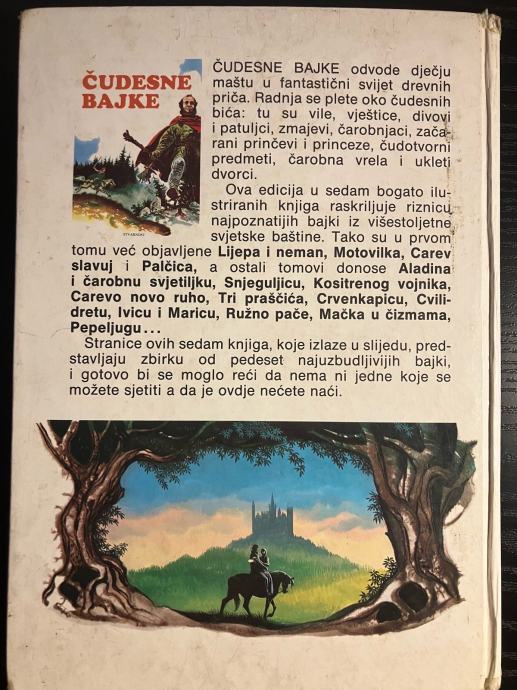 ČUDESNE
BAJKE
STVARNOST
ČUDESNE BAJKE odvode dječju
maštu u fantastični svijet drevnih
priča. Radnja se plete oko čudesnih
bića: tu su vile, vještice, divovi
i patuljci, zmajevi, čarobnjaci, zača-
rani prinčevi i princeze, čudotvorni
predmeti, čarobna vrela i ukleti
dvorci.
Ova edicija u sedam bogato ilu-
striranih knjiga raskriljuje riznicu
najpoznatijih bajki iz višestoljetne
svjetske baštine. Tako su u prvom
tomu već objavljene Lijepa i neman, Motovilka, Carev
slavuj i Palčica, a ostali tomovi donose Aladina
i čarobnu svjetiljku, Snjeguljicu, Kositrenog vojnika,
Carevo novo ruho, Tri praščića, Crvenkapicu, Cvili-
dretu, Ivicu i Maricu, Ružno pače, Mačka u čizmama,
Pepeljugu...
Stranice ovih sedam knjiga, koje izlaze u slijedu, pred-
stavljaju zbirku od pedeset najuzbudljivijih bajki,
i gotovo bi se moglo reći da nema ni jedne koje se
možete sjetiti a da je ovdje nećete naći.